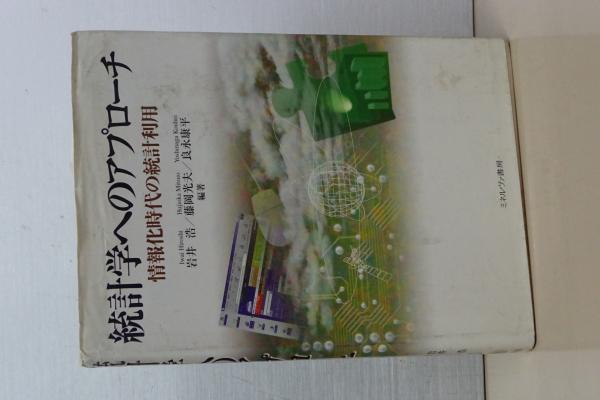 統計学へのアプローチ
情報化時代の統計利用
Iwai Hiroshi Fujioka Mitsuo Yoshinaga Kouhei
岩井 浩／藤岡光夫／良永康平
編著
ミネルヴァ書房